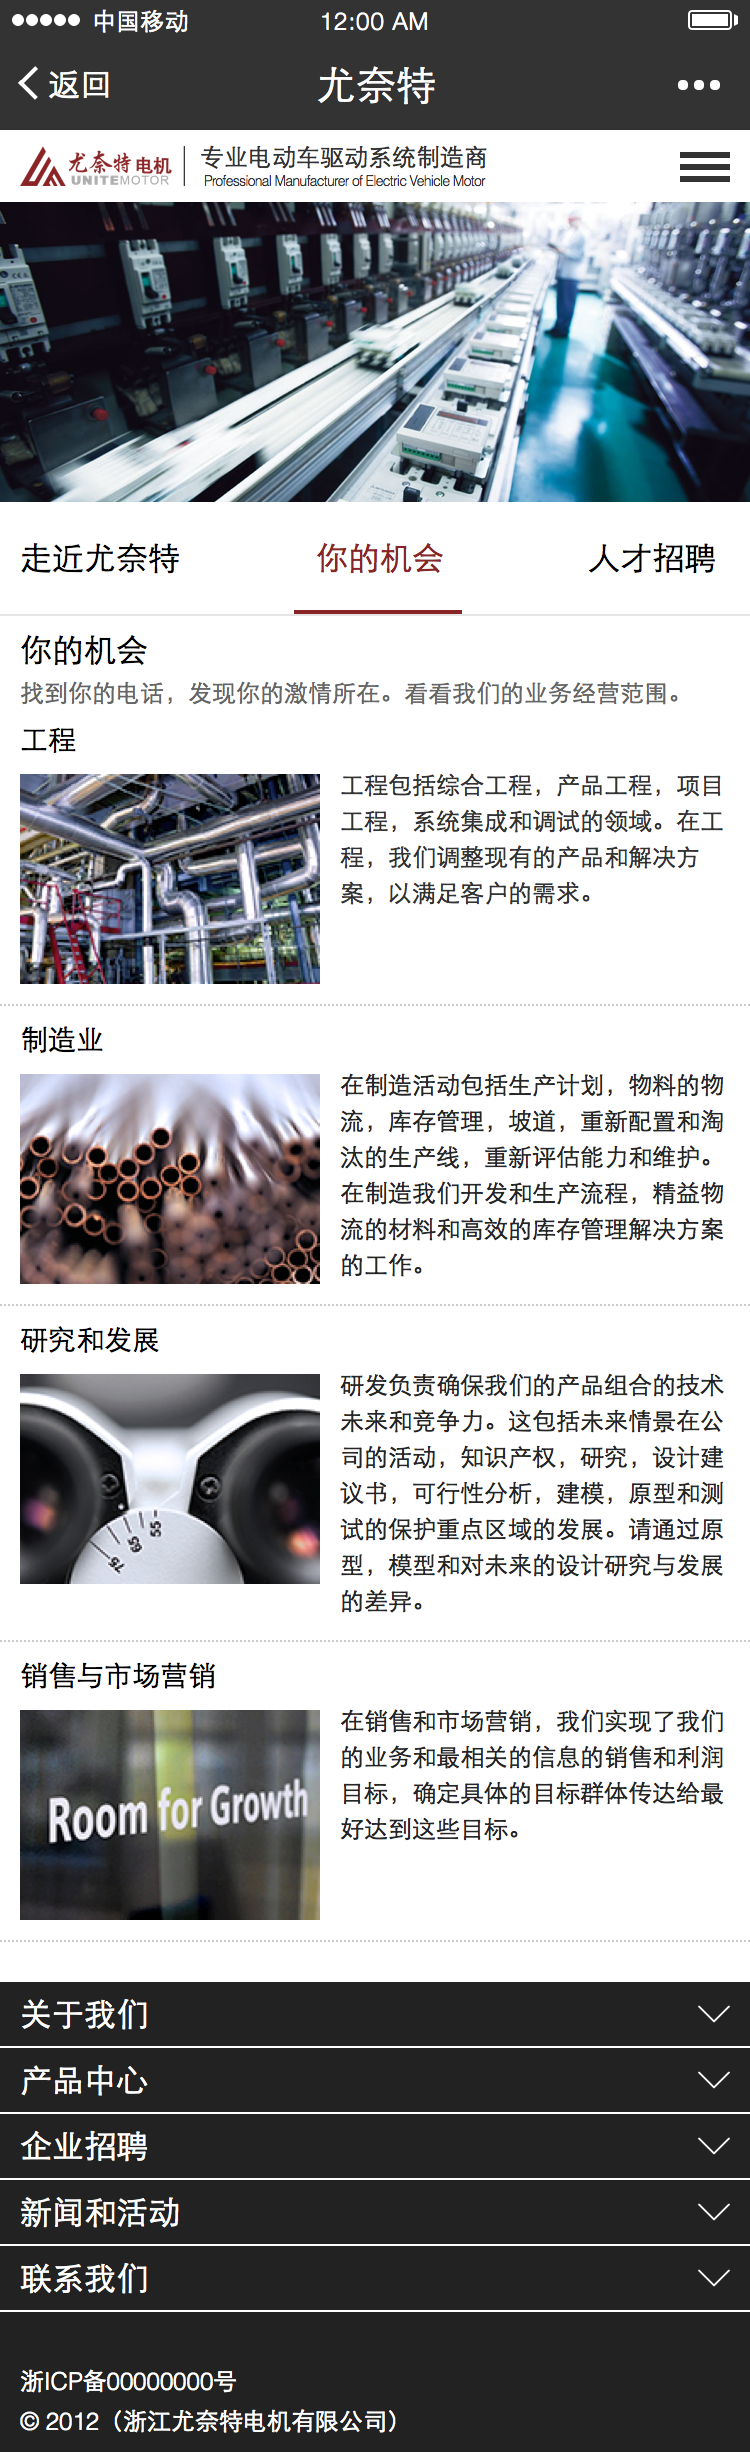 中国移动 12:00 AM
返回 尤奈特
尤奈特电机 专业电动车驱动系统制造商
UNITEMOTOR Professional Manufacturer of Electric Vehicle Motor
走近尤奈特 你的机会 人才招聘
你的机会
找到你的电话，发现你的激情所在。看看我们的业务经营范围。
工程
工程包括综合工程，产品工程，项目
工程，系统集成和调试的领域。在工
程，我们调整现有的产品和解决方
案，以满足客户的需求。
制造业
在制造活动包括生产计划，物料的物
流，库存管理，坡道，重新配置和淘
汰的生产线，重新评估能力和维护。
在制造我们开发和生产流程，精益物
流的材料和高效的库存管理解决方案
的工作。
研究和发展
研发负责确保我们的产品组合的技术
未来和竞争力。这包括未来情景在公
司的活动，知识产权，研究，设计建
议书，可行性分析，建模，原型和测
试的保护重点区域的发展。请通过原
型，模型和对未来的设计研究与发展
的差异。
75 65 55
销售与市场营销
在销售和市场营销，我们实现了我们
的业务和最相关的信息的销售和利润
目标，确定具体的目标群体传达给最
好达到这些目标。
Room for Growth
关于我们
产品中心
企业招聘
新闻和活动
联系我们
浙ICP备00000000号
© 2012（浙江尤奈特电机有限公司）